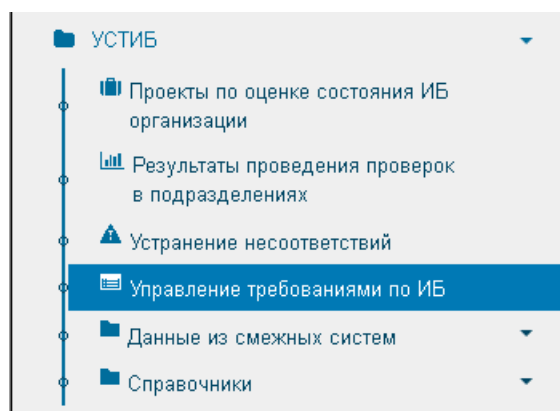 УСТИБ
Проекты по оценке состояния ИБ
организации
Результаты проведения проверок
в подразделениях
Устранение несоответствий
Управление требованиями по ИБ
Данные из смежных систем
Справочники